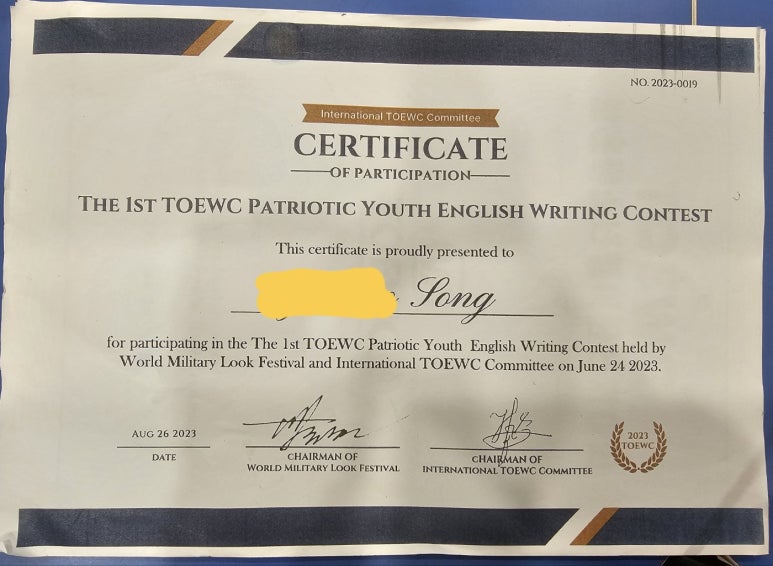 NO. 2023-0019
International TOEWC Committee
CERTIFICATE
OF PARTICIPATION
THE 1ST TOEWC PATRIOTIC YOUTH ENGLISH WRITING CONTEST
This certificate is proudly presented to
Song
for participating in the The 1st TOEWC Patriotic Youth English Writing Contest held by
World Military Look Festival and International TOEWC Committee on June 24 2023.
AUG 26 2023
DATE
CHAIRMAN OF
WORLD MILITARY LOOK FESTIVAL
CHAIRMAN OF
INTERNATIONAL TOEWC COMMITTEE
2023
TOEWC